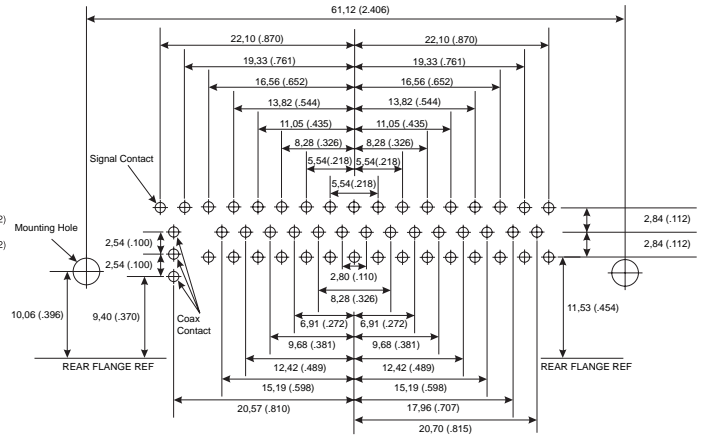 61,12 (2.406)
22,10 (.870) 22,10 (.870)
19,33 (.761) 19,33 (.761)
16,56 (.652) 16,56 (.652)
13,82 (.544) 13,82 (.544)
11,05 (.435) 11,05 (.435)
8,28 (.326) 8,28 (.326)
Signal Contact
5,54(.218) 5,54(.218)
5,54(.218)
2)
2,84 (.112)
Mounting Hole
2)
2,54 (.100)
2,84 (.112)
2,54 (.100)
2,80 (.110)
8,28 (.326)
10,06 (.396)
9,40 (.370)
Coax
Contact
11,53 (.454)
6,91 (.272) 6,91 (.272)
9,68 (.381) 9,68 (.381)
REAR FLANGE REF
12,42 (.489) 12,42 (.489)
REAR FLANGE REF
15,19 (.598) 15,19 (.598)
20,57 (.810) 17,96 (.707)
20,70 (.815)